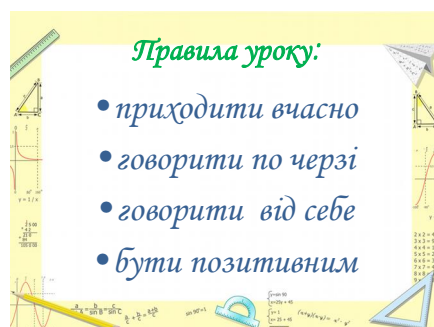 Правила уроку:
• приходити вчасно
• говорити по черзі
• говорити від себе
• бути позитивним